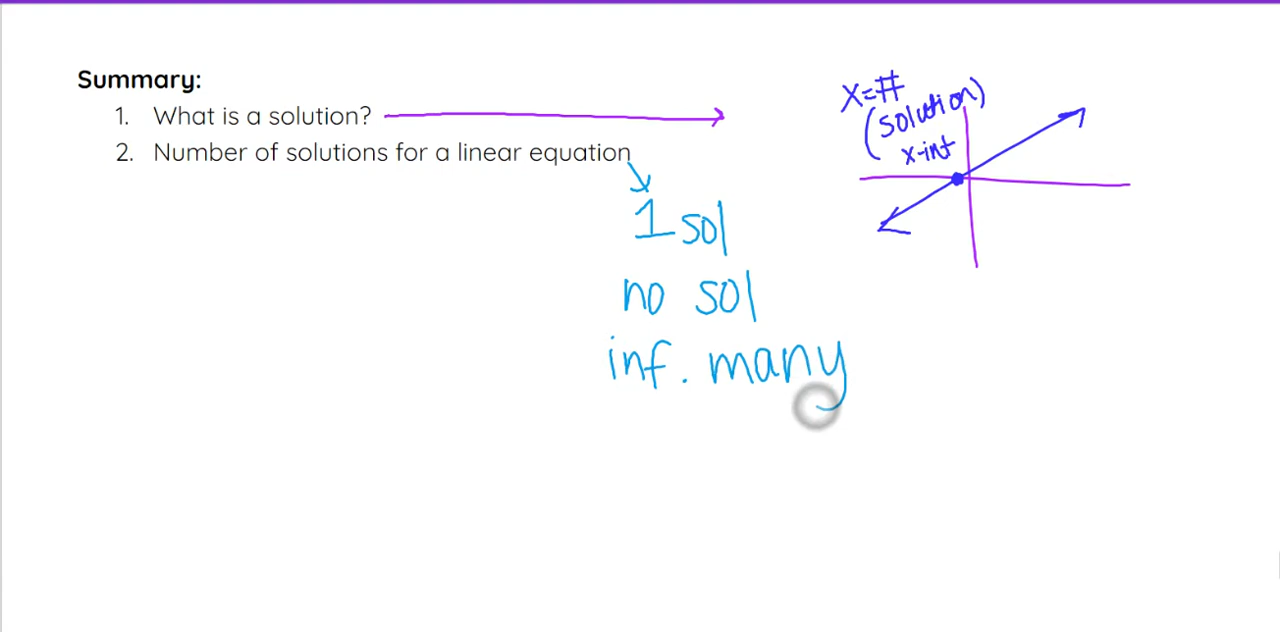 Summary:
1. What is a solution?
2. Number of solutions for a linear equation
x=#
(solution)
x-int
1 sol
no sol
inf. many